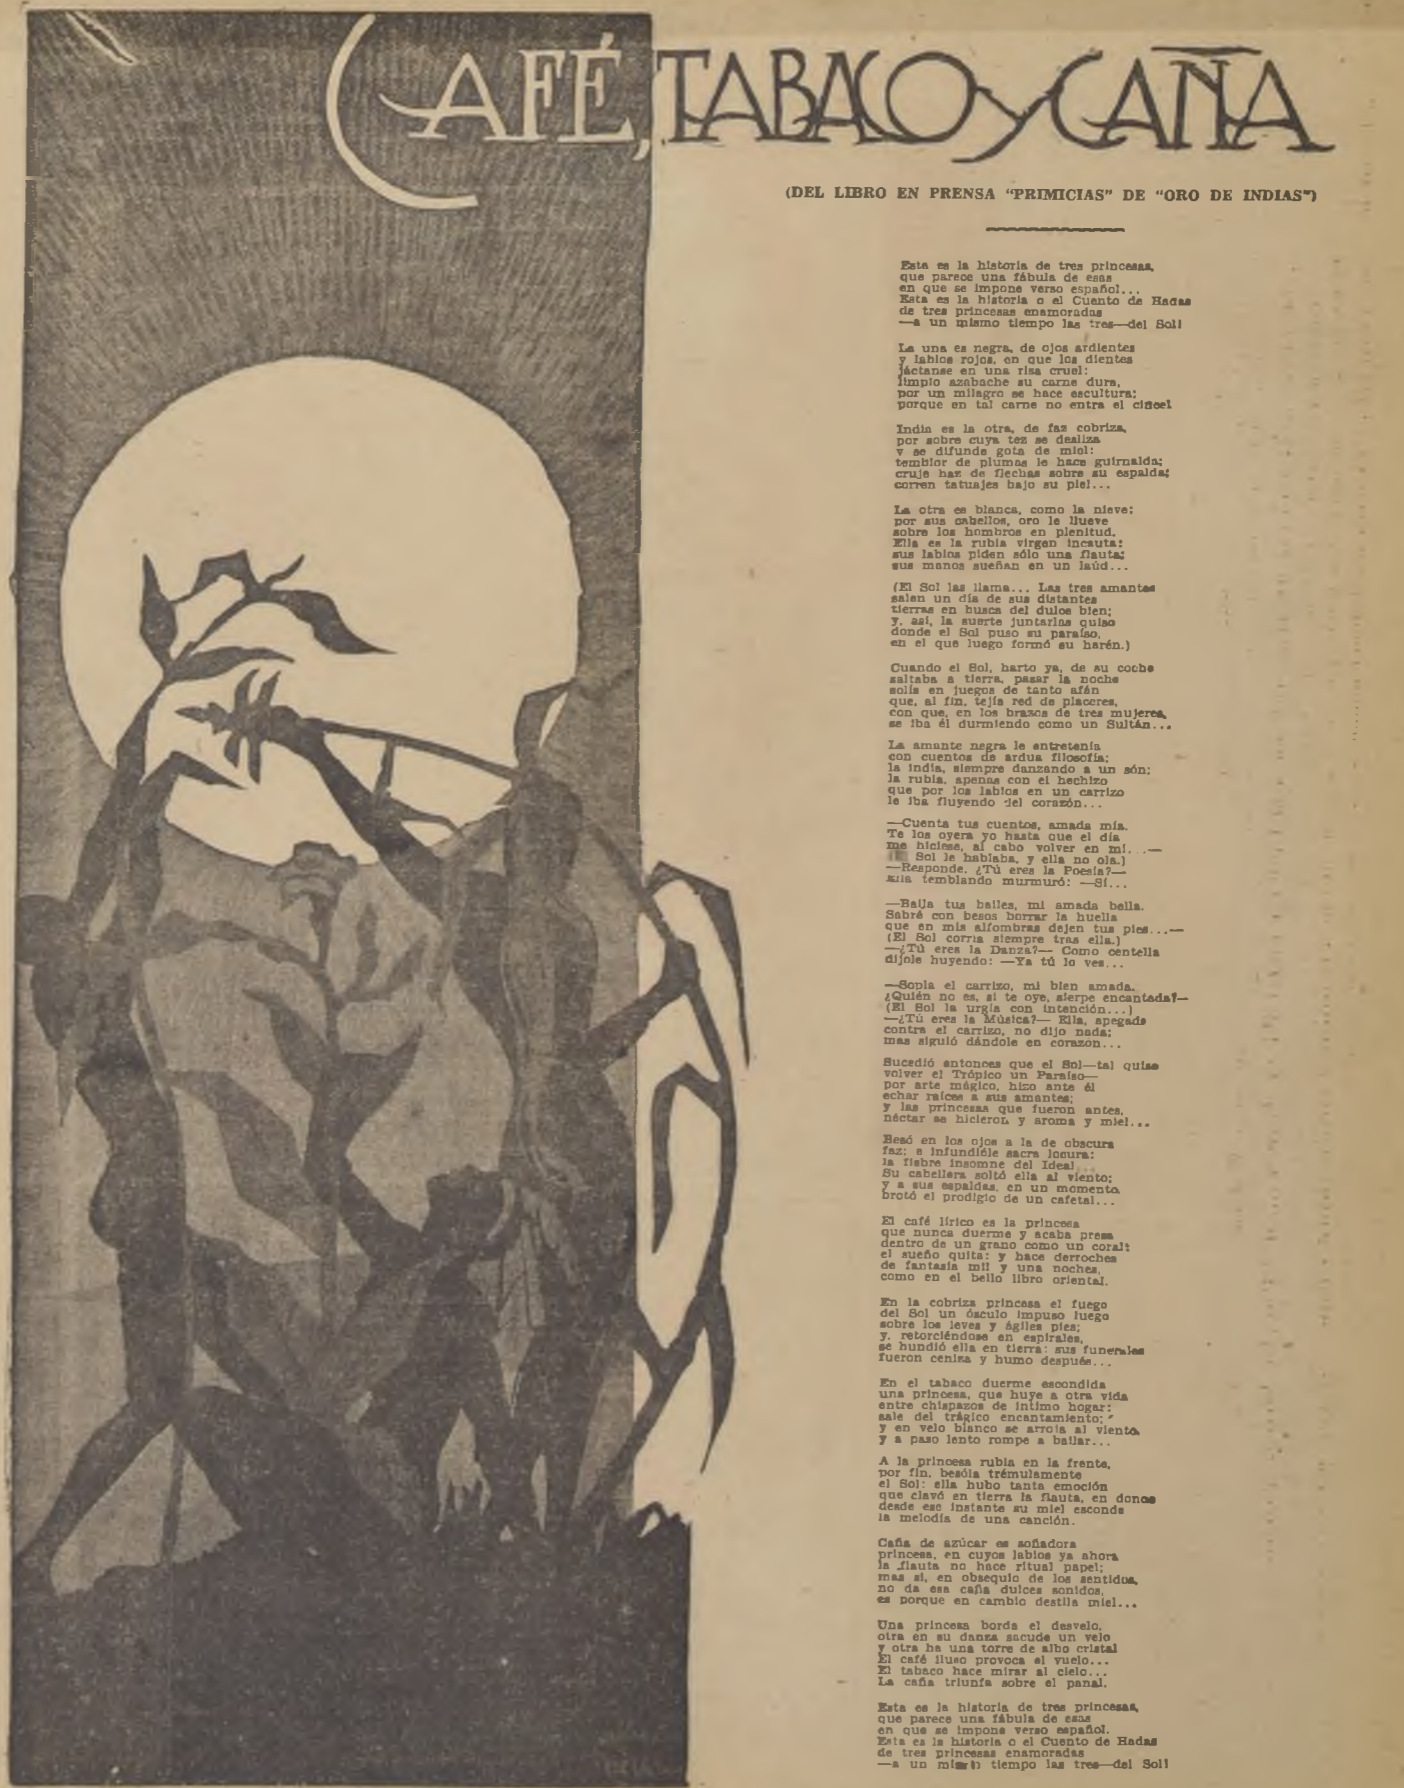 CAFÉ, TABACO y CAÑA
(DEL LIBRO EN PRENSA "PRIMICIAS" DE "ORO DE INDIAS")
Esta es la historia de tres princesas,
que parece una fábula de esas
en que se impone verso español...
Esta es la historia o el Cuento de Hadas
de tres princesas enamoradas
—a un mismo tiempo las tres—del Sol!
La una es negra, de ojos ardientes
y labios rojos, en que los dientes
jáctanse en una risa cruel:
limpio azabache su carne dura,
por un milagro se hace escultura;
porque en tal carne no entra el cincel
India es la otra, de faz cobriza,
por sobre cuya tez se desliza
y se difunde gota de miel:
temblor de plumas le hace guirnalda;
cruje haz de flechas sobre su espalda;
corren tatuajes bajo su piel...
La otra es blanca, como la nieve;
por sus cabellos, oro le llueve
sobre los hombros en plenitud.
Ella es la rubia virgen incauta:
sus labios piden sólo una flauta;
sus manos sueñan en un laúd...
(El Sol las llama... Las tres amantes
salen un día de sus distantes
tierras en busca del dulce bien;
y, así, la suerte juntarlas quiso
donde el Sol puso su paraíso,
en el que luego formó su harén.)
Cuando el Sol, harto ya, de su coche
saltaba a tierra, pasar la noche
solía en juegos de tanto afán
que, al fin, tejía red de placeres,
con que, en los brazos de tres mujeres,
se iba él durmiendo como un Sultán...
La amante negra le entretenía
con cuentos de ardua filosofía;
la india, siempre danzando a un són;
la rubia, apenas con el hechizo
que por los labios en un carrizo
le iba fluyendo del corazón...
—Cuenta tus cuentos, amada mía.
Te los oyera yo hasta que el día
me hiciese, al cabo volver en mí...—
Sol le hablaba, y ella no oía.)
—Responde. ¿Tú eres la Poesía?—
Ella temblando murmuró: —Sí...
—Baila tus bailes, mi amada bella.
Sabré con besos borrar la huella
que en mis alfombras dejen tus pies...—
(El Sol corría siempre tras ella.)
—¿Tú eres la Danza?— Como centella
díjole huyendo: —Ya tú lo ves...
—Sopla el carrizo, mi bien amada.
¿Quién no es, si te oye, sierpe encantada?—
(El Sol la urgía con intención...)
—¿Tú eres la Música?— Ella, apegada
contra el carrizo, no dijo nada;
mas siguió dándole en corazón...
Sucedió entonces que el Sol—tal quiso
volver el Trópico un Paraíso—
por arte mágico, hizo ante él
echar raíces a sus amantes;
y las princesas que fueron antes,
néctar se hicieron y aroma y miel...
Besó en los ojos a la de obscura
faz; e infundióle sacra locura:
la fiebre insomne del Ideal...
Su cabellera soltó ella al viento;
y a sus espaldas, en un momento,
brotó el prodigio de un cafetal...
El café lírico es la princesa
que nunca duerme y acaba presa
dentro de un grano como un coral:
el sueño quita: y hace derroches
de fantasía mil y una noches,
como en el bello libro oriental.
En la cobriza princesa el fuego
del Sol un ósculo impuso luego
sobre los leves y ágiles pies;
y, retorciéndose en espirales,
se hundió ella en tierra: sus funerales
fueron ceniza y humo después...
En el tabaco duerme escondida
una princesa, que huye a otra vida
entre chispazos de íntimo hogar:
sale del trágico encantamiento;
y en velo blanco se arroja al viento,
y a paso lento rompe a bailar...
A la princesa rubia en la frente,
por fin, besóla trémulamente
el Sol: ella hubo tanta emoción
que clavó en tierra la flauta, en donde
desde ese instante su miel esconde
la melodía de una canción.
Caña de azúcar es soñadora
princesa, en cuyos labios ya ahora
la flauta no hace ritual papel;
mas si, en obsequio de los sentidos,
no da esa caña dulces sonidos,
es porque en cambio destila miel...
Una princesa borda el desvelo,
otra en su danza sacude un velo
y otra ha una torre de albo cristal
El café iluso provoca el vuelo...
El tabaco hace mirar al cielo...
La caña triunfa sobre el panal.
Esta es la historia de tres princesas,
que parece una fábula de esas
en que se impone verso español.
Esta es la historia o el Cuento de Hadas
de tres princesas enamoradas
—a un mismo tiempo las tres—del Sol!